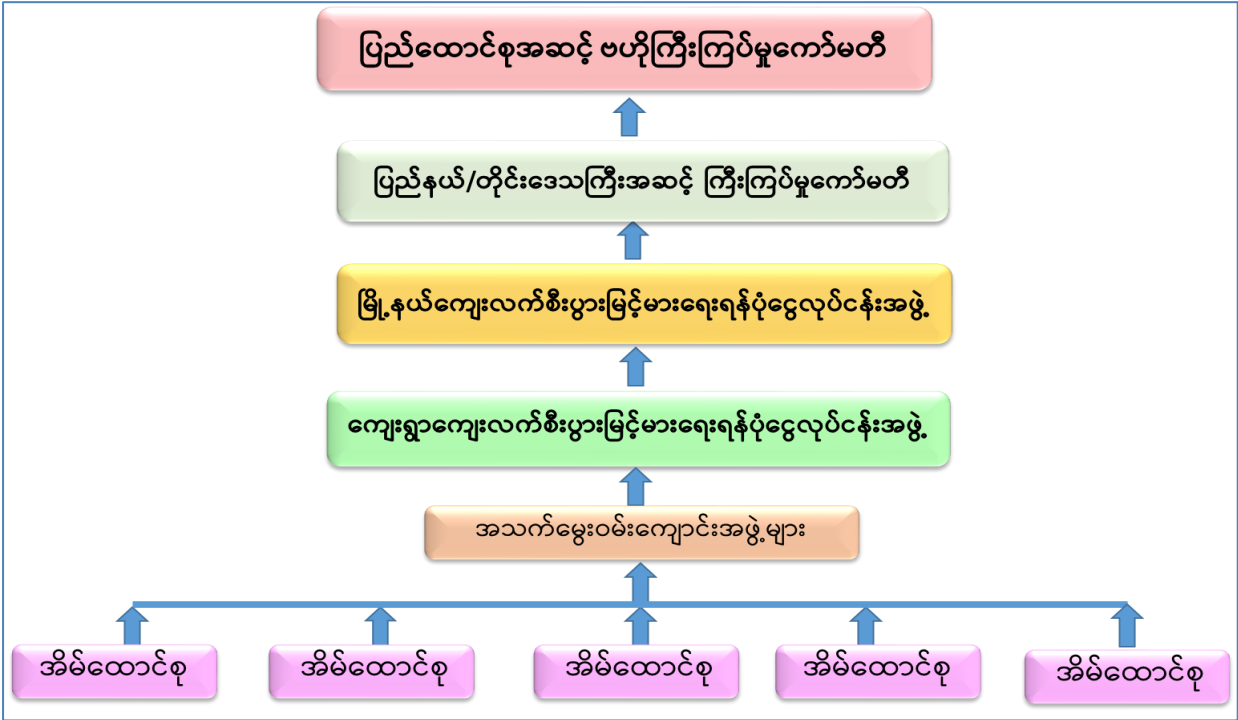 ပြည်ထောင်စုအဆင့် ဗဟိုကြီးကြပ်မှုကော်မတီ
ပြည်နယ်/တိုင်းဒေသကြီးအဆင့် ကြီးကြပ်မှုကော်မတီ
မြို့နယ်ကျေးလက်စီးပွားမြင့်မားရေးရန်ပုံငွေလုပ်ငန်းအဖွဲ့
ကျေးရွာကျေးလက်စီးပွားမြင့်မားရေးရန်ပုံငွေလုပ်ငန်းအဖွဲ့
အသက်မွေးဝမ်းကျောင်းအဖွဲ့များ
အိမ်ထောင်စု
အိမ်ထောင်စု
အိမ်ထောင်စု
အိမ်ထောင်စု
အိမ်ထောင်စု